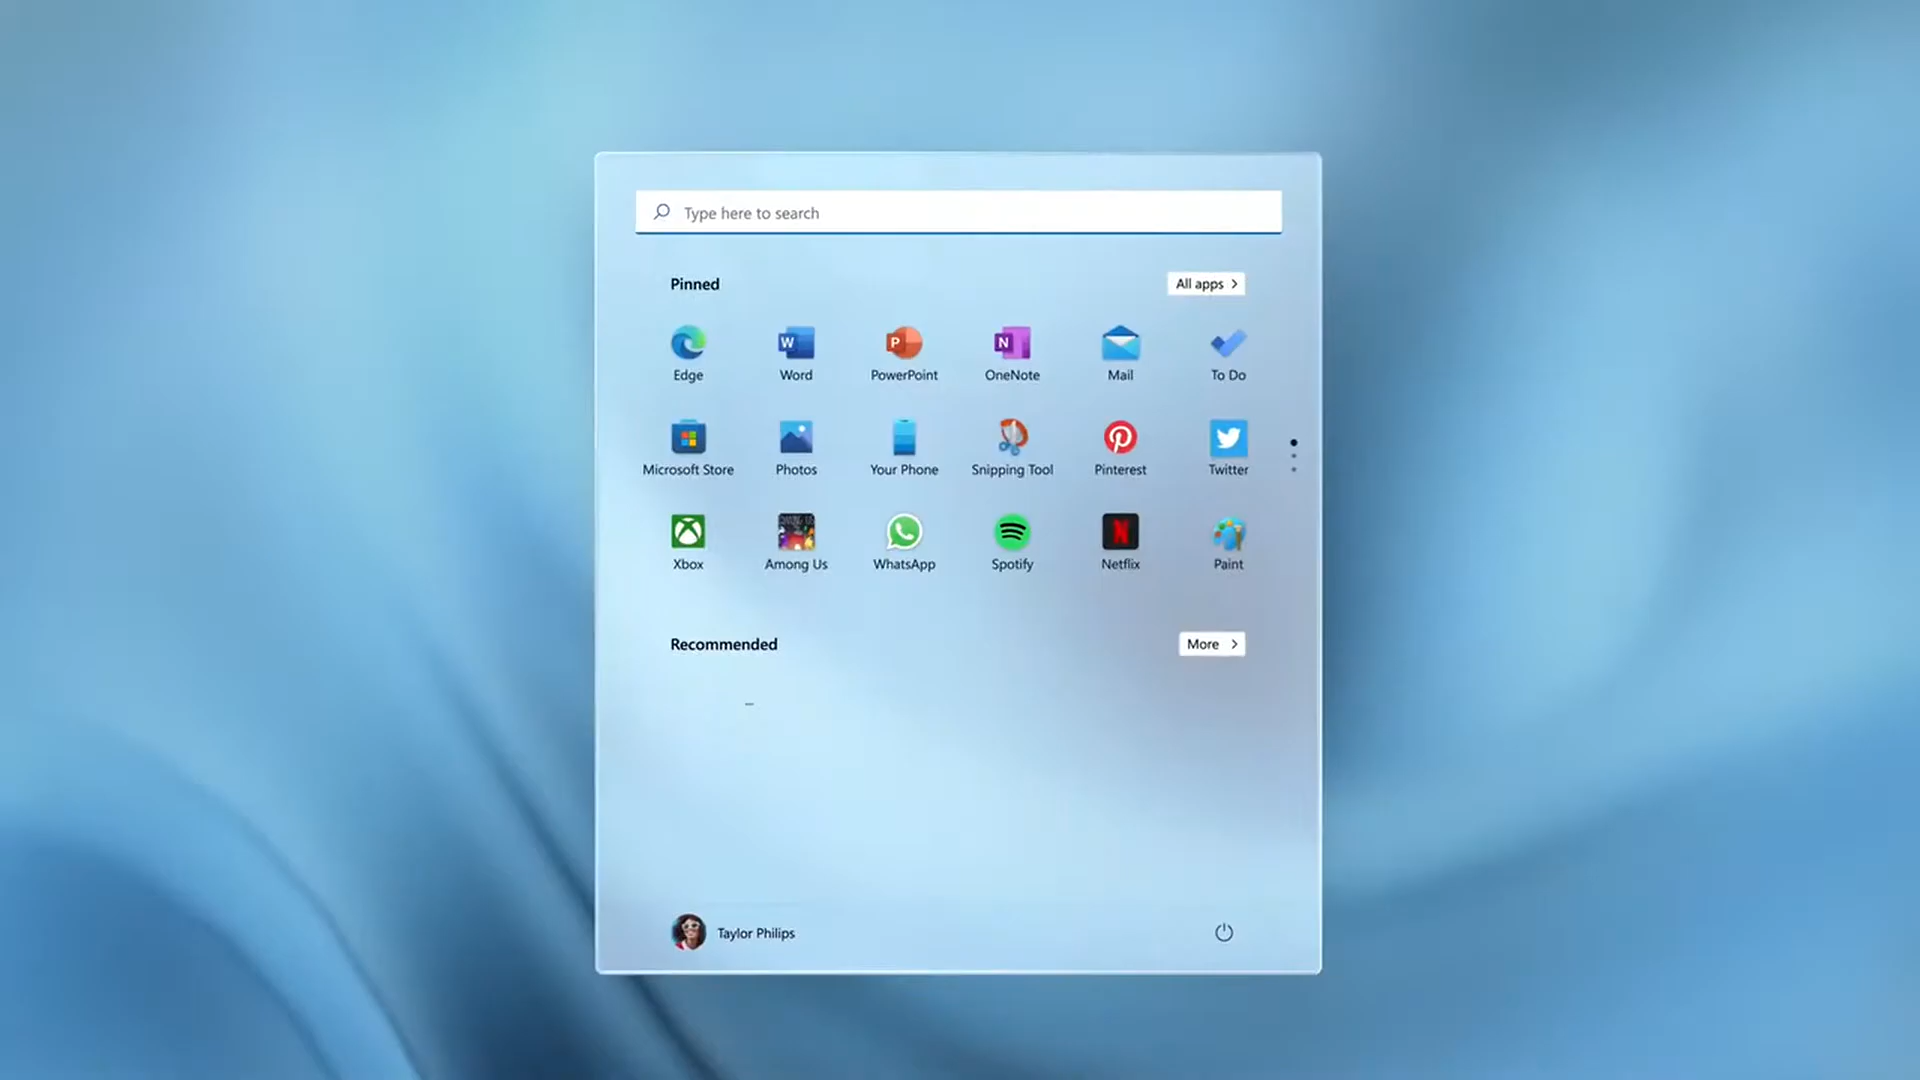 Type here to search
Pinned
All apps
Edge
Word
PowerPoint
OneNote
Mail
To Do
Microsoft Store
Photos
Your Phone
Snipping Tool
Pinterest
Twitter
Xbox
Among Us
WhatsApp
Spotify
Netflix
Paint
Recommended
More
Taylor Philips